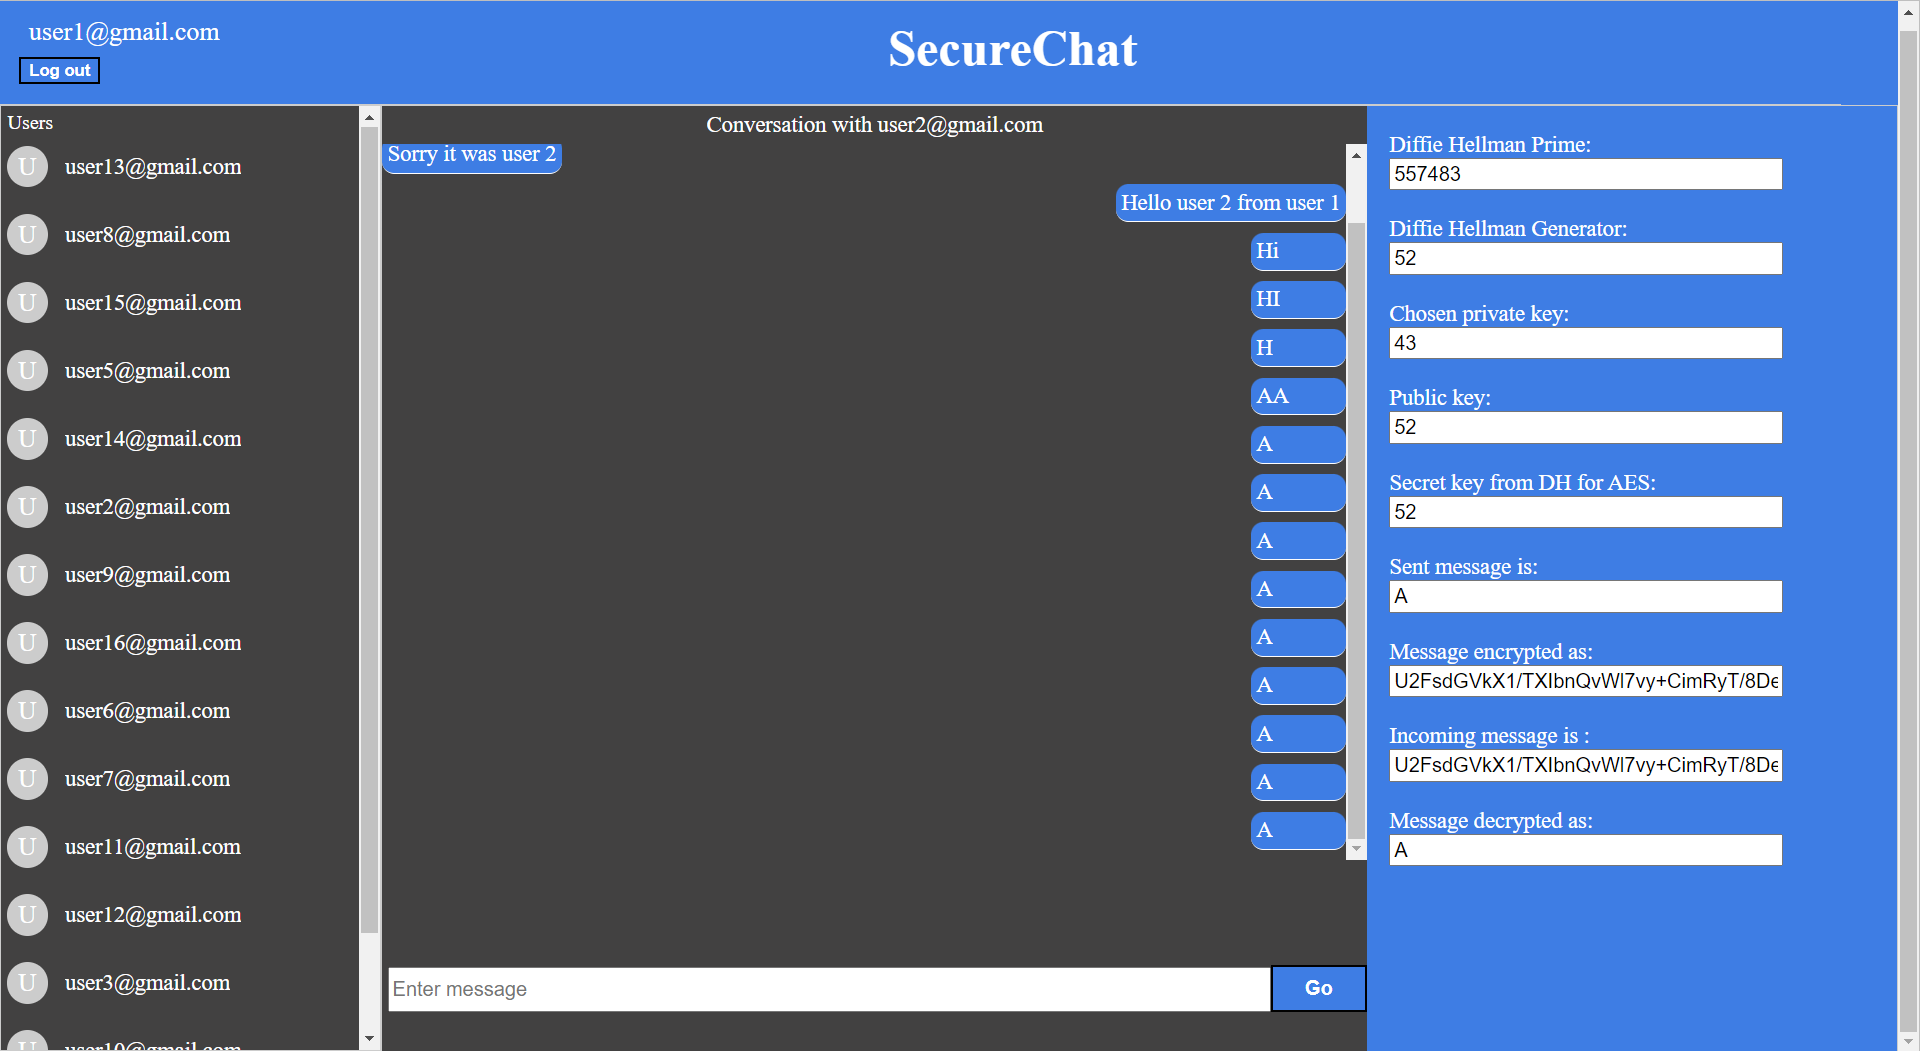 user1@gmail.com
Log out
SecureChat
Users
U user13@gmail.com
U user8@gmail.com
U user15@gmail.com
U user5@gmail.com
U user14@gmail.com
U user2@gmail.com
U user9@gmail.com
U user16@gmail.com
U user6@gmail.com
U user7@gmail.com
U user11@gmail.com
U user12@gmail.com
U user3@gmail.com
U user10@gmail.com
Conversation with user2@gmail.com
Sorry it was user 2
Hello user 2 from user 1
Hi
HI
H
AA
A
A
A
A
A
A
A
A
A
Enter message
Go
Diffie Hellman Prime:
557483
Diffie Hellman Generator:
52
Chosen private key:
43
Public key:
52
Secret key from DH for AES:
52
Sent message is:
A
Message encrypted as:
U2FsdGVkX1/TXIbnQvWl7vy+CimRyT/8De
Incoming message is :
U2FsdGVkX1/TXIbnQvWl7vy+CimRyT/8De
Message decrypted as:
A